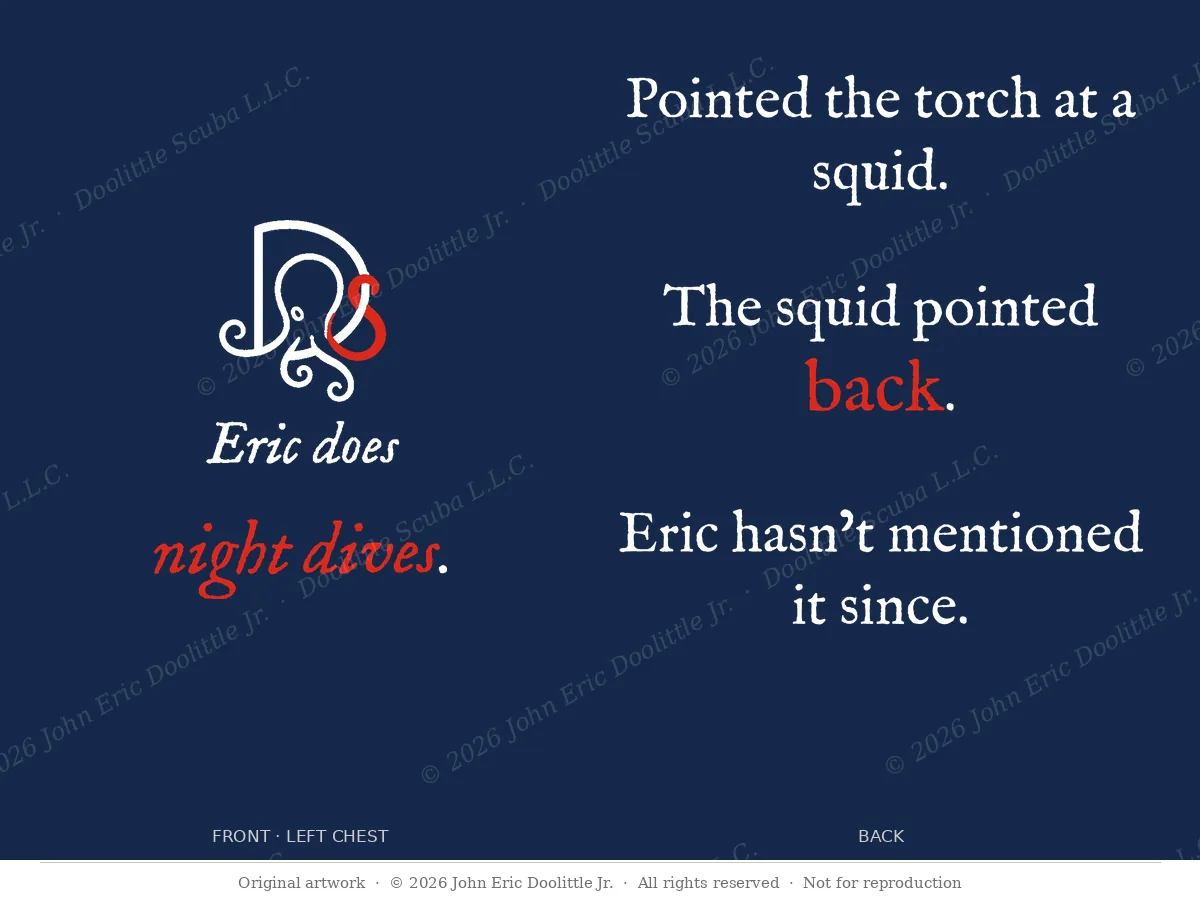 Eric does
night dives.
FRONT · LEFT CHEST
Pointed the torch at a
squid.
The squid pointed
back.
Eric hasn’t mentioned
it since.
BACK
© 2026 John Eric Doolittle Jr. · Doolittle Scuba L.L.C.
Original artwork · © 2026 John Eric Doolittle Jr. · All rights reserved · Not for reproduction